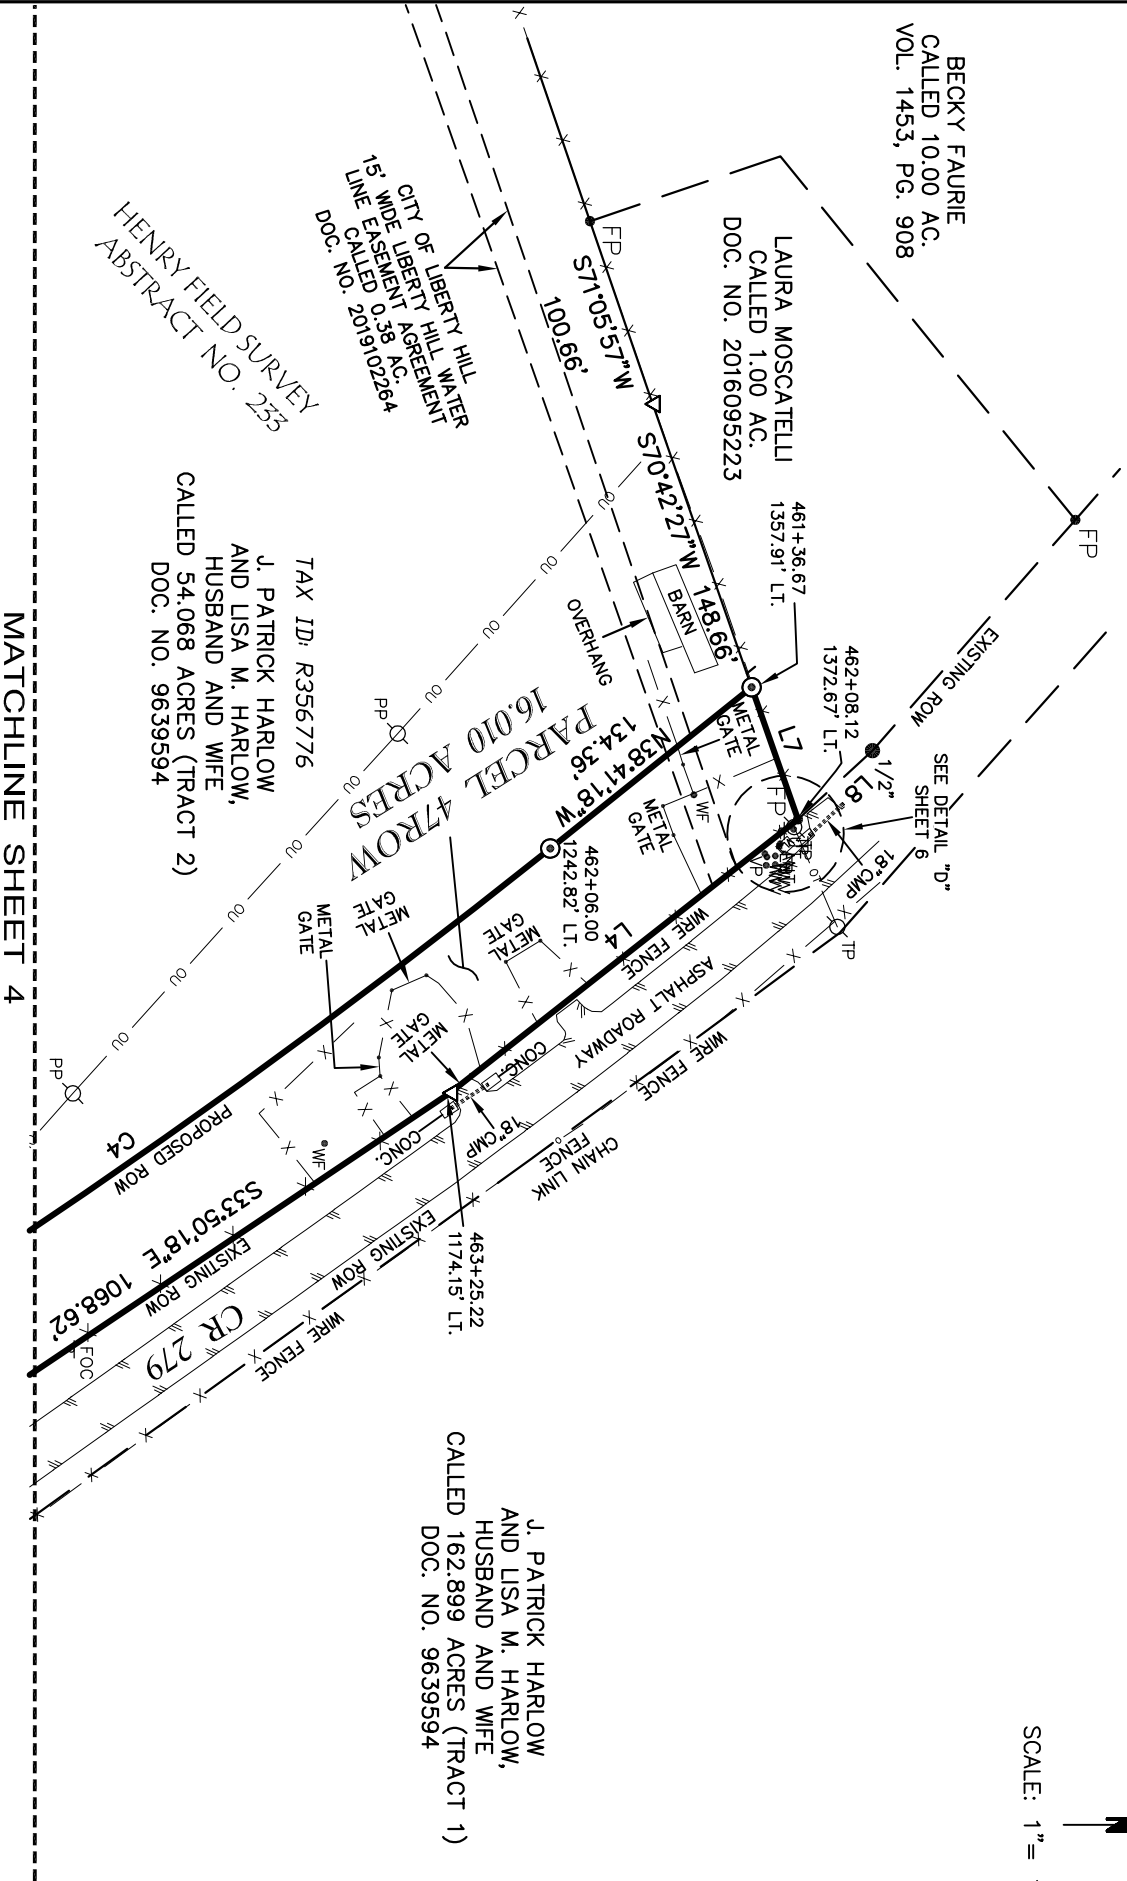 BECKY FAURIE
CALLED 10.00 AC.
VOL. 1453, PG. 908
LAURA MOSCATELLI
CALLED 1.00 AC.
DOC. NO. 2016095223
FP
FP
EXISTING ROW
S71°05'57"W
100.66'
S70°42'27"W 148.66'
461+36.67
1357.91' LT.
462+08.12
1372.67' LT.
1/2"
L8
SEE DETAIL "D"
SHEET 6
18"CMP
L7
FP
TP
CITY OF LIBERTY HILL
15' WIDE LIBERTY HILL WATER
LINE EASEMENT AGREEMENT
CALLED 0.38 AC.
DOC. NO. 2019102264
HENRY FIELD SURVEY
ABSTRACT NO. 233
BARN
OVERHANG
METAL
GATE
WF
METAL
GATE
N38°41'18"W
134.36'
PARCEL 47ROW
16.010 ACRES
462+06.00
1242.82' LT.
L4
WIRE FENCE
ASPHALT ROADWAY
WIRE FENCE
METAL
GATE
METAL
GATE
METAL
GATE
METAL
GATE
CONC.
18"CMP
CONC.
CHAIN LINK
FENCE
463+25.22
1174.15' LT.
WF
TAX ID: R356776
J. PATRICK HARLOW
AND LISA M. HARLOW,
HUSBAND AND WIFE
CALLED 54.068 ACRES (TRACT 2)
DOC. NO. 9639594
PP
OU
OU
OU
OU
OU
OU
OU
OU
PP
C4
PROPOSED ROW
S33°50'18"E 1068.62'
EXISTING ROW
EXISTING ROW
CR 279
WIRE FENCE
FOC
J. PATRICK HARLOW
AND LISA M. HARLOW,
HUSBAND AND WIFE
CALLED 162.899 ACRES (TRACT 1)
DOC. NO. 9639594
MATCHLINE SHEET 4
SCALE: 1"=